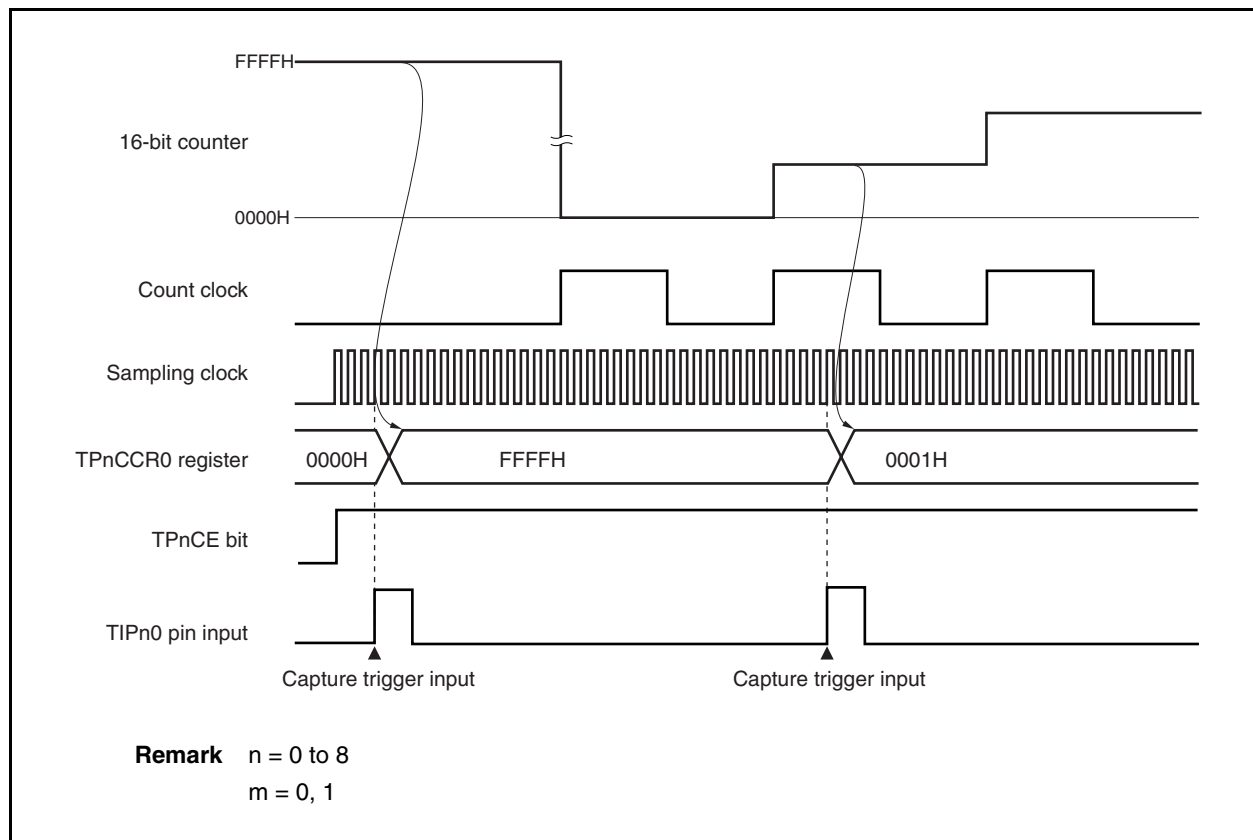 FFFFH
16-bit counter
0000H
Count clock
Sampling clock
TPnCCR0 register
0000H
FFFFH
0001H
TPnCE bit
TIPn0 pin input
Capture trigger input
Capture trigger input
Remark n = 0 to 8
m = 0, 1